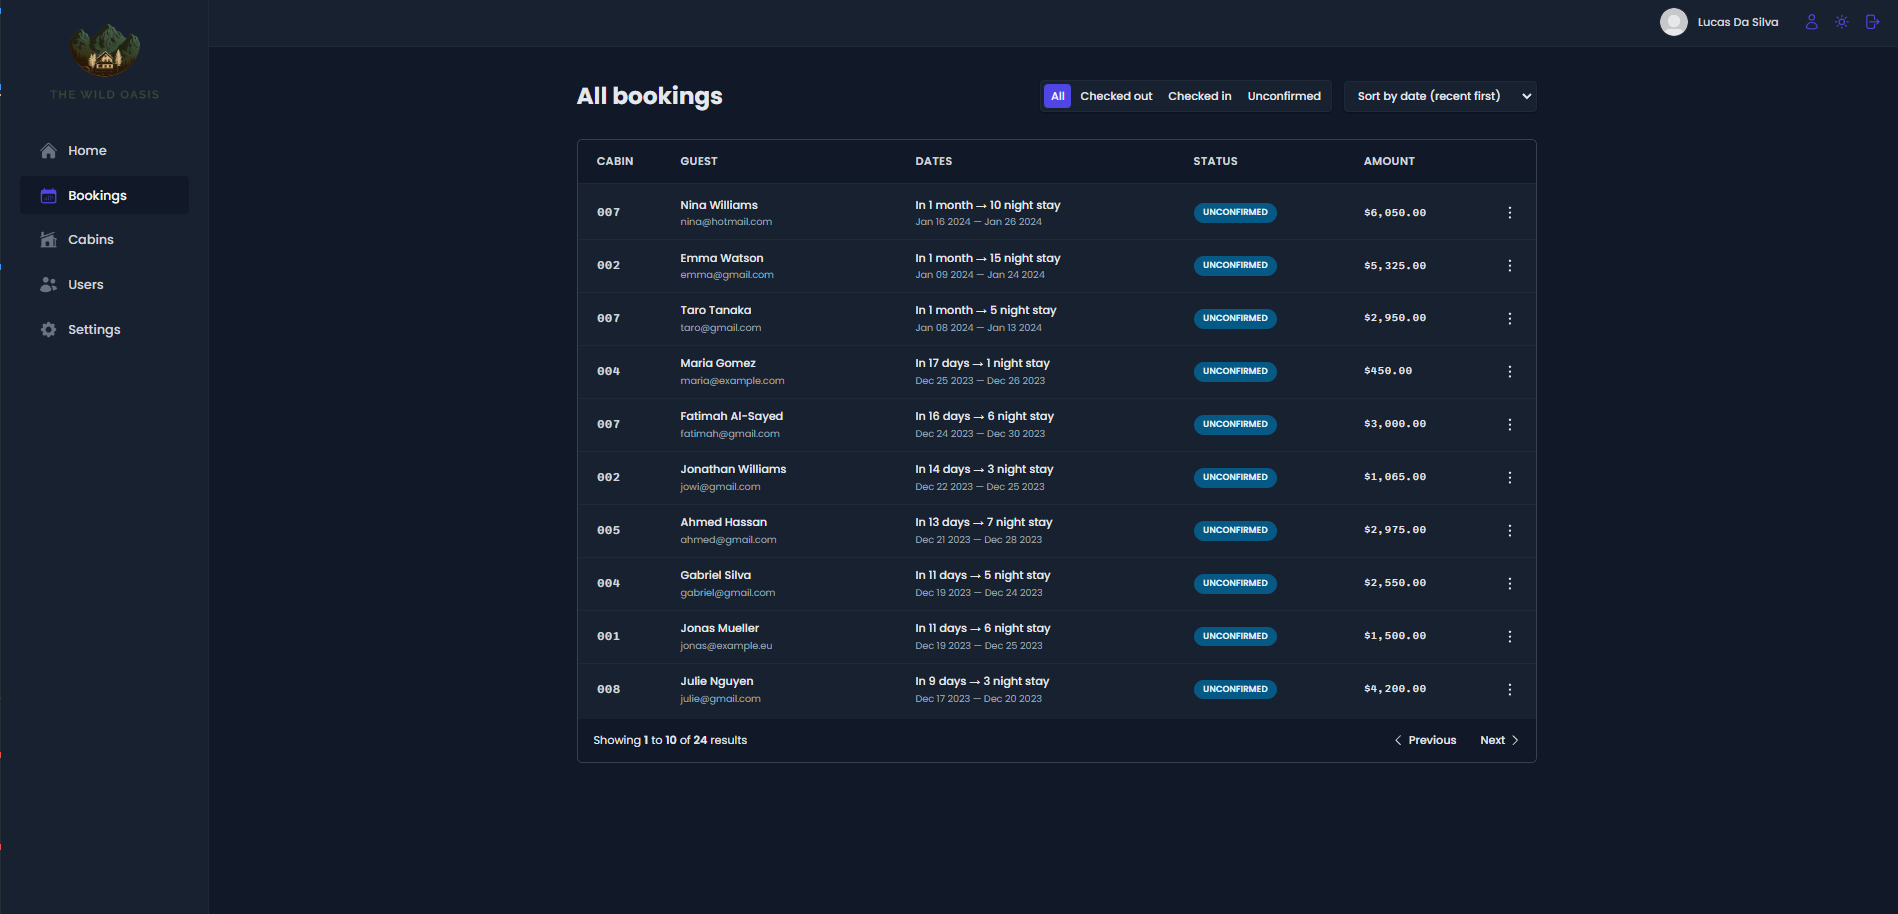 THE WILD OASIS
Lucas Da Silva
Home
Bookings
Cabins
Users
Settings
All bookings
All Checked out Checked in Unconfirmed Sort by date (recent first)
CABIN GUEST DATES STATUS AMOUNT
007 Nina Williams In 1 month → 10 night stay UNCONFIRMED $6,050.00
nina@hotmail.com Jan 16 2024 — Jan 26 2024
002 Emma Watson In 1 month → 15 night stay UNCONFIRMED $5,325.00
emma@gmail.com Jan 09 2024 — Jan 24 2024
007 Taro Tanaka In 1 month → 5 night stay UNCONFIRMED $2,950.00
taro@gmail.com Jan 08 2024 — Jan 13 2024
004 Maria Gomez In 17 days → 1 night stay UNCONFIRMED $450.00
maria@example.com Dec 25 2023 — Dec 26 2023
007 Fatimah Al-Sayed In 16 days → 6 night stay UNCONFIRMED $3,000.00
fatimah@gmail.com Dec 24 2023 — Dec 30 2023
002 Jonathan Williams In 14 days → 3 night stay UNCONFIRMED $1,065.00
jowi@gmail.com Dec 22 2023 — Dec 25 2023
005 Ahmed Hassan In 13 days → 7 night stay UNCONFIRMED $2,975.00
ahmed@gmail.com Dec 21 2023 — Dec 28 2023
004 Gabriel Silva In 11 days → 5 night stay UNCONFIRMED $2,550.00
gabriel@gmail.com Dec 19 2023 — Dec 24 2023
001 Jonas Mueller In 11 days → 6 night stay UNCONFIRMED $1,500.00
jonas@example.eu Dec 19 2023 — Dec 25 2023
008 Julie Nguyen In 9 days → 3 night stay UNCONFIRMED $4,200.00
julie@gmail.com Dec 17 2023 — Dec 20 2023
Showing 1 to 10 of 24 results Previous Next